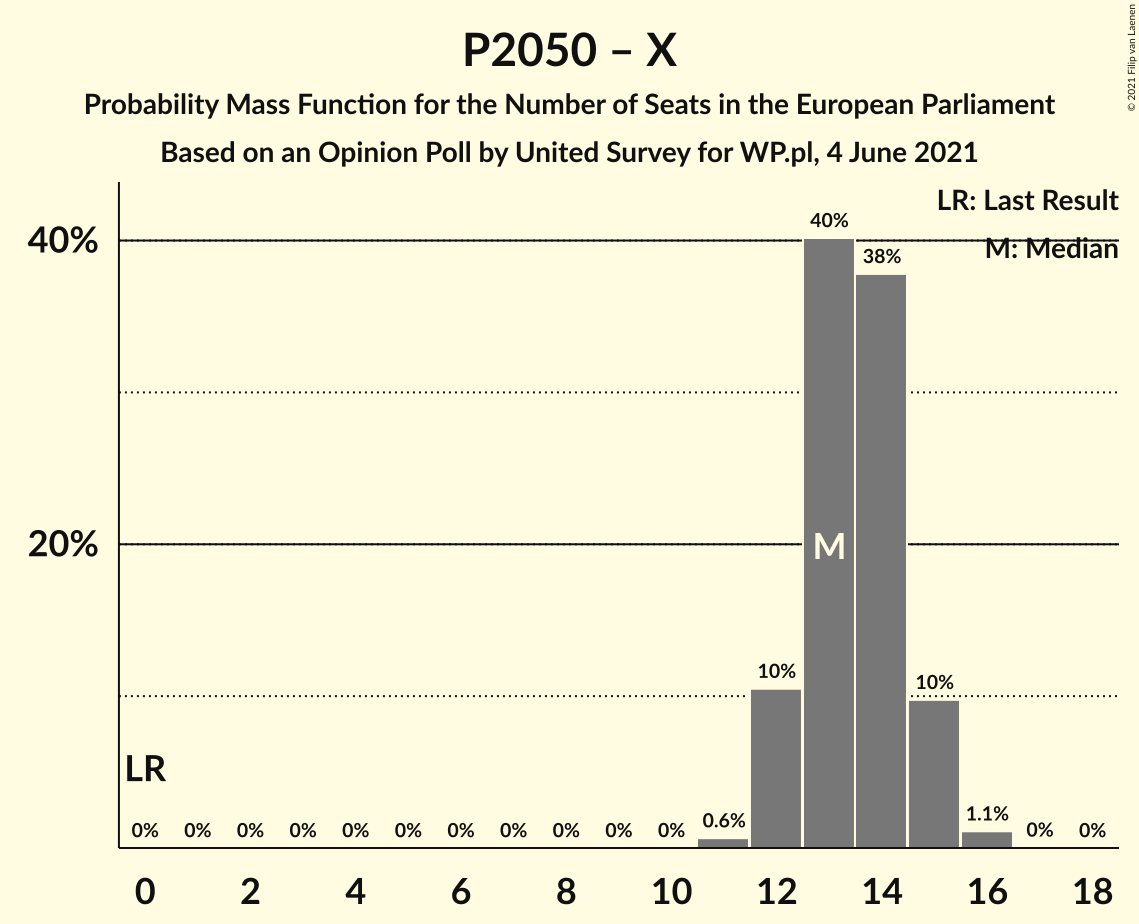 P2050 – X
Probability Mass Function for the Number of Seats in the European Parliament
Based on an Opinion Poll by United Survey for WP.pl, 4 June 2021
© 2021 Filip van Laenen
LR: Last Result
M: Median
40%
20%
40%
38%
M
10%
10%
LR
0% 0% 0% 0% 0% 0% 0% 0% 0% 0% 0% 0.6% 1.1% 0% 0%
0 2 4 6 8 10 12 14 16 18